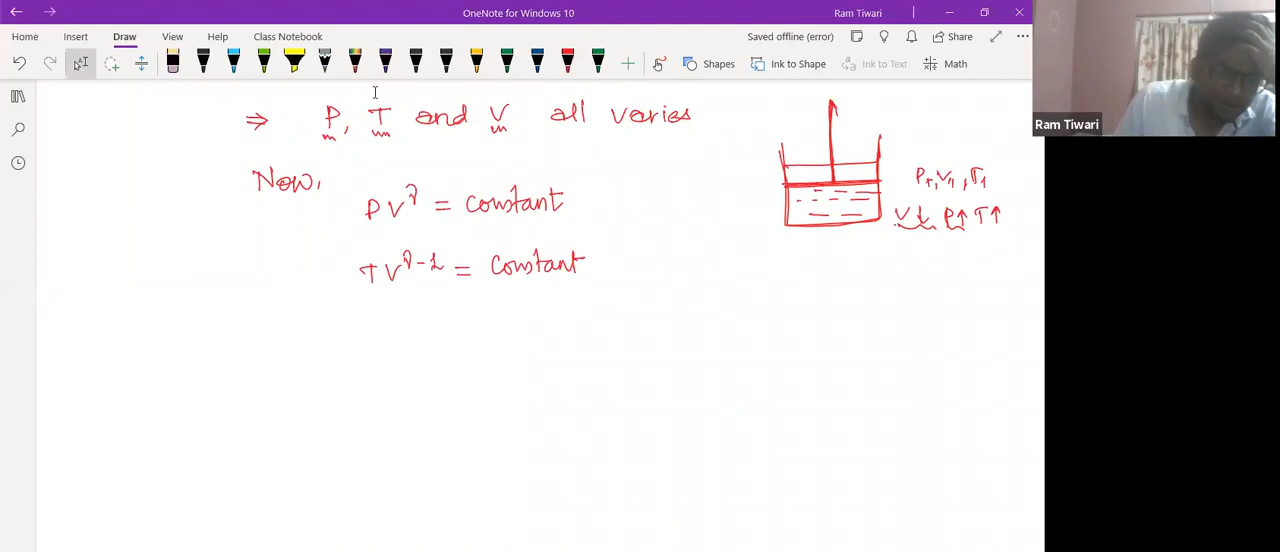 OneNote for Windows 10
Ram Tiwari
Home Insert Draw View Help Class Notebook
Saved offline (error) Share
Shapes Ink to Shape Ink to Text Math
Ram Tiwari
⇒ P, T and V all varies
Now,
PV^γ = constant
TV^γ-1 = constant
P1, V1, T1
V↓ P↑ T↑